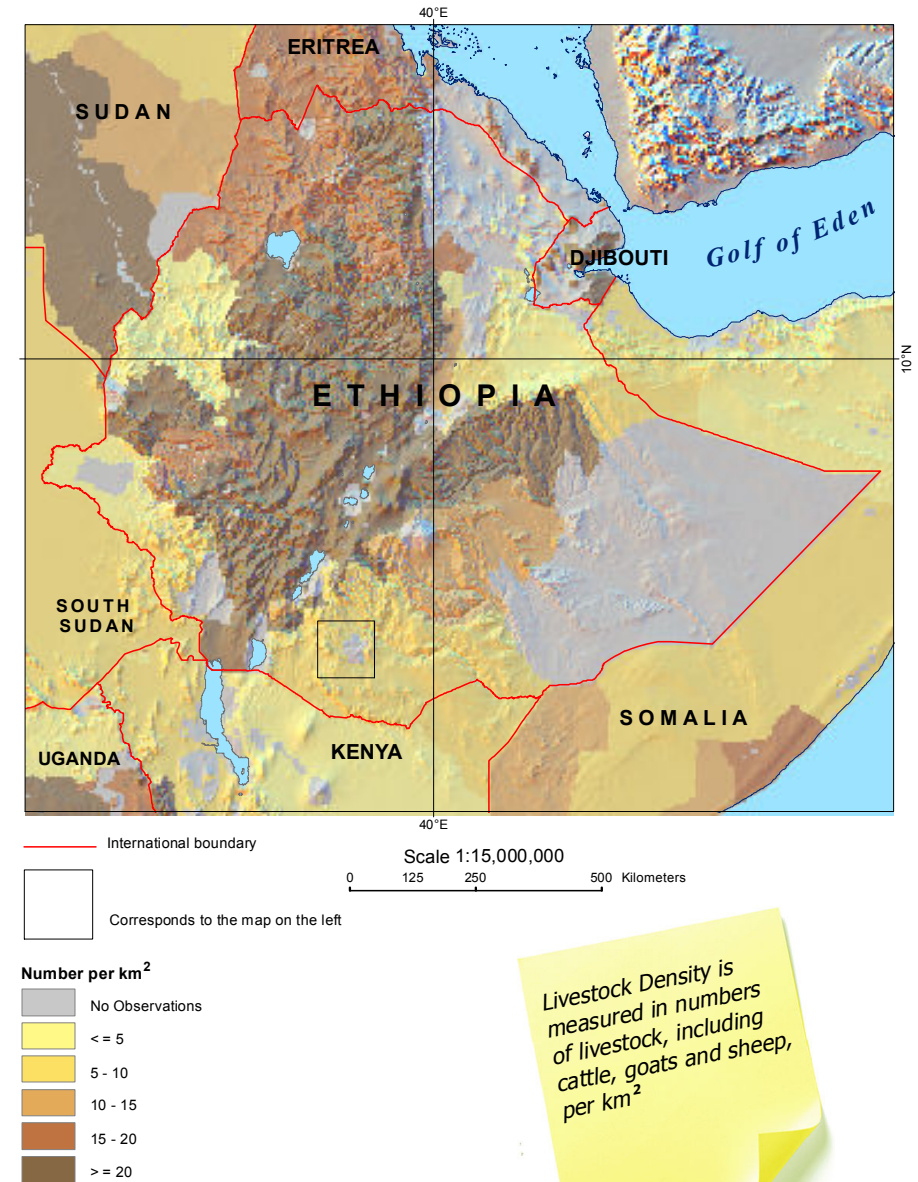 40°E
ERITREA
SUDAN
Golf of Eden
DJIBOUTI
10°N
ETHIOPIA
SOUTH
SUDAN
SOMALIA
UGANDA
KENYA
40°E
International boundary
Scale 1:15,000,000
0 125 250 500 Kilometers
Corresponds to the map on the left
Number per km²
No Observations
< = 5
5 - 10
10 - 15
15 - 20
> = 20
Livestock Density is
measured in numbers
of livestock, including
cattle, goats and sheep,
per km²